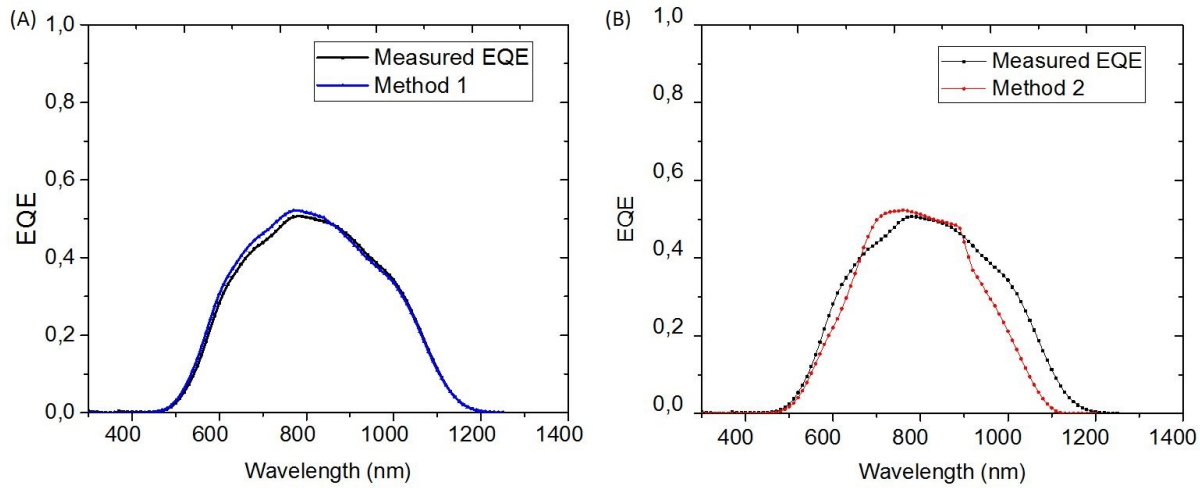 (A)
1,0
0,8
0,6
0,4
0,2
0,0
EQE
Measured EQE
Method 1
400 600 800 1000 1200 1400
Wavelength (nm)
(B)
1,0
0,8
0,6
0,4
0,2
0,0
EQE
Measured EQE
Method 2
400 600 800 1000 1200 1400
Wavelength (nm)